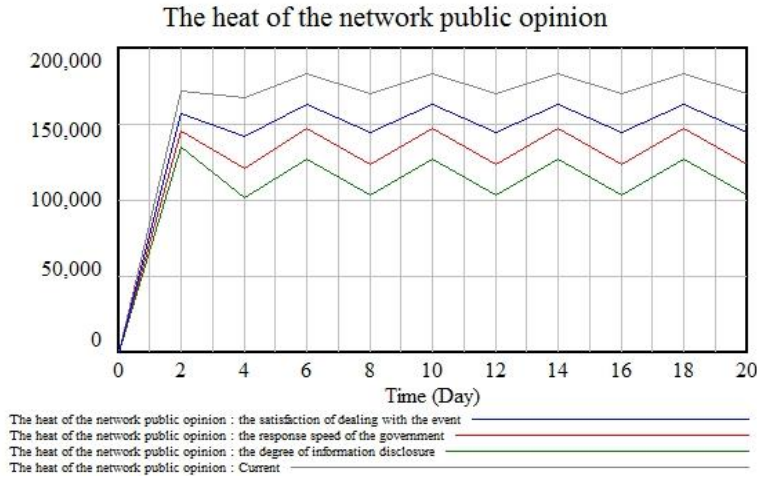 The heat of the network public opinion
200,000
150,000
100,000
50,000
0
0 2 4 6 8 10 12 14 16 18 20
Time (Day)
The heat of the network public opinion : the satisfaction of dealing with the event
The heat of the network public opinion : the response speed of the government
The heat of the network public opinion : the degree of information disclosure
The heat of the network public opinion : Current